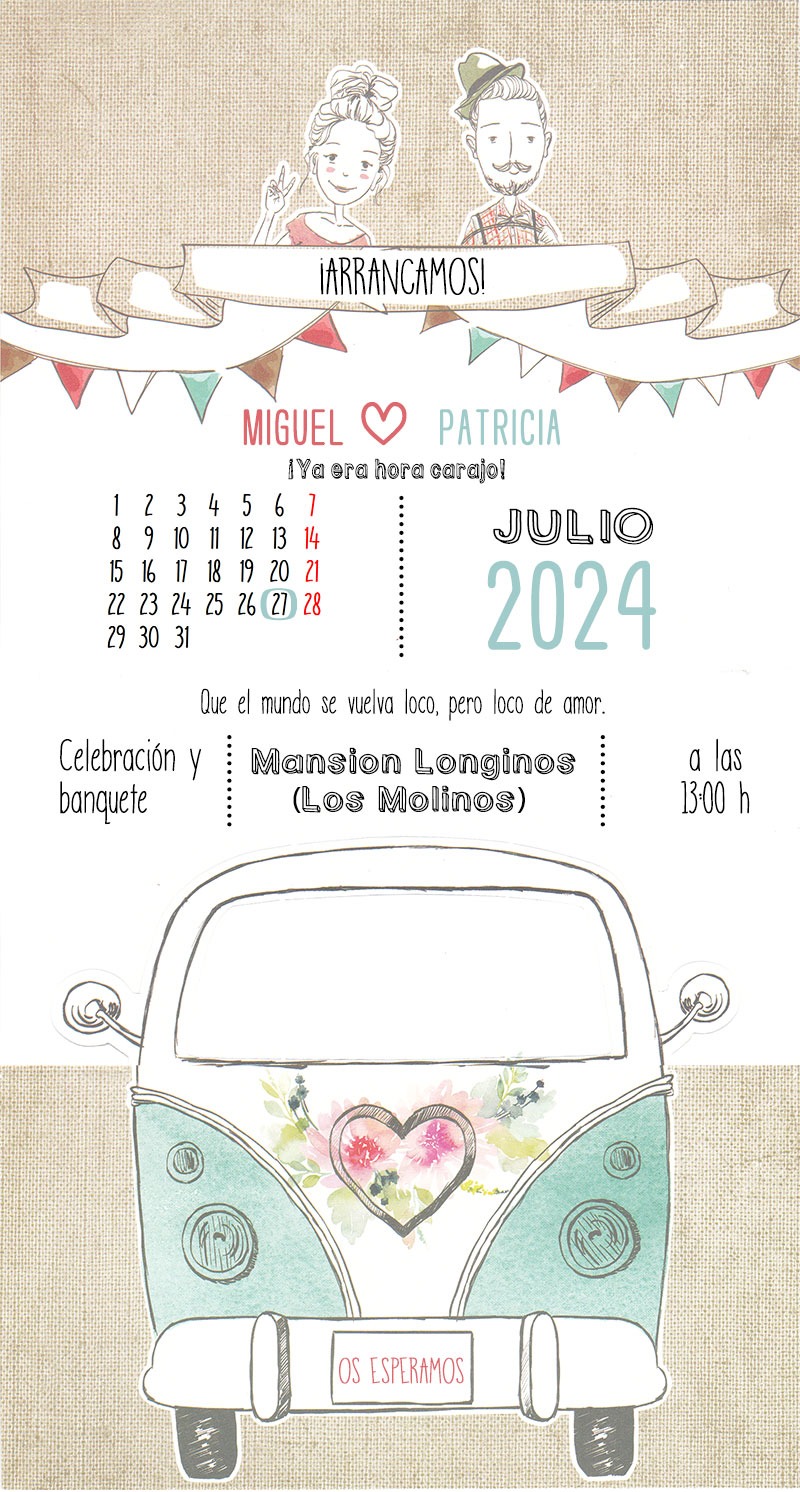 ¡ARRANCAMOS!
MIGUEL PATRICIA
¡Ya era hora carajo!
1 2 3 4 5 6 7
8 9 10 11 12 13 14
15 16 17 18 19 20 21
22 23 24 25 26 27 28
29 30 31
JULIO
2024
Que el mundo se vuelva loco, pero loco de amor.
Celebración y
banquete
Mansion Longinos
(Los Molinos)
a las
13:00 h
OS ESPERAMOS